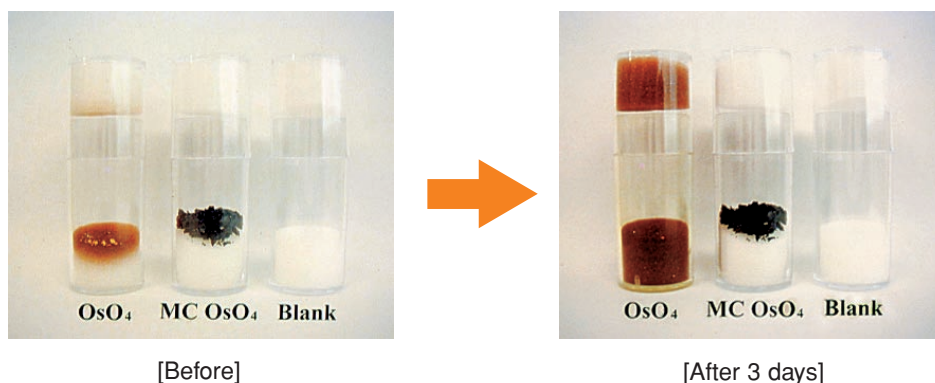 OsO₄ MC OsO₄ Blank
OsO₄ MC OsO₄ Blank
[Before]
[After 3 days]